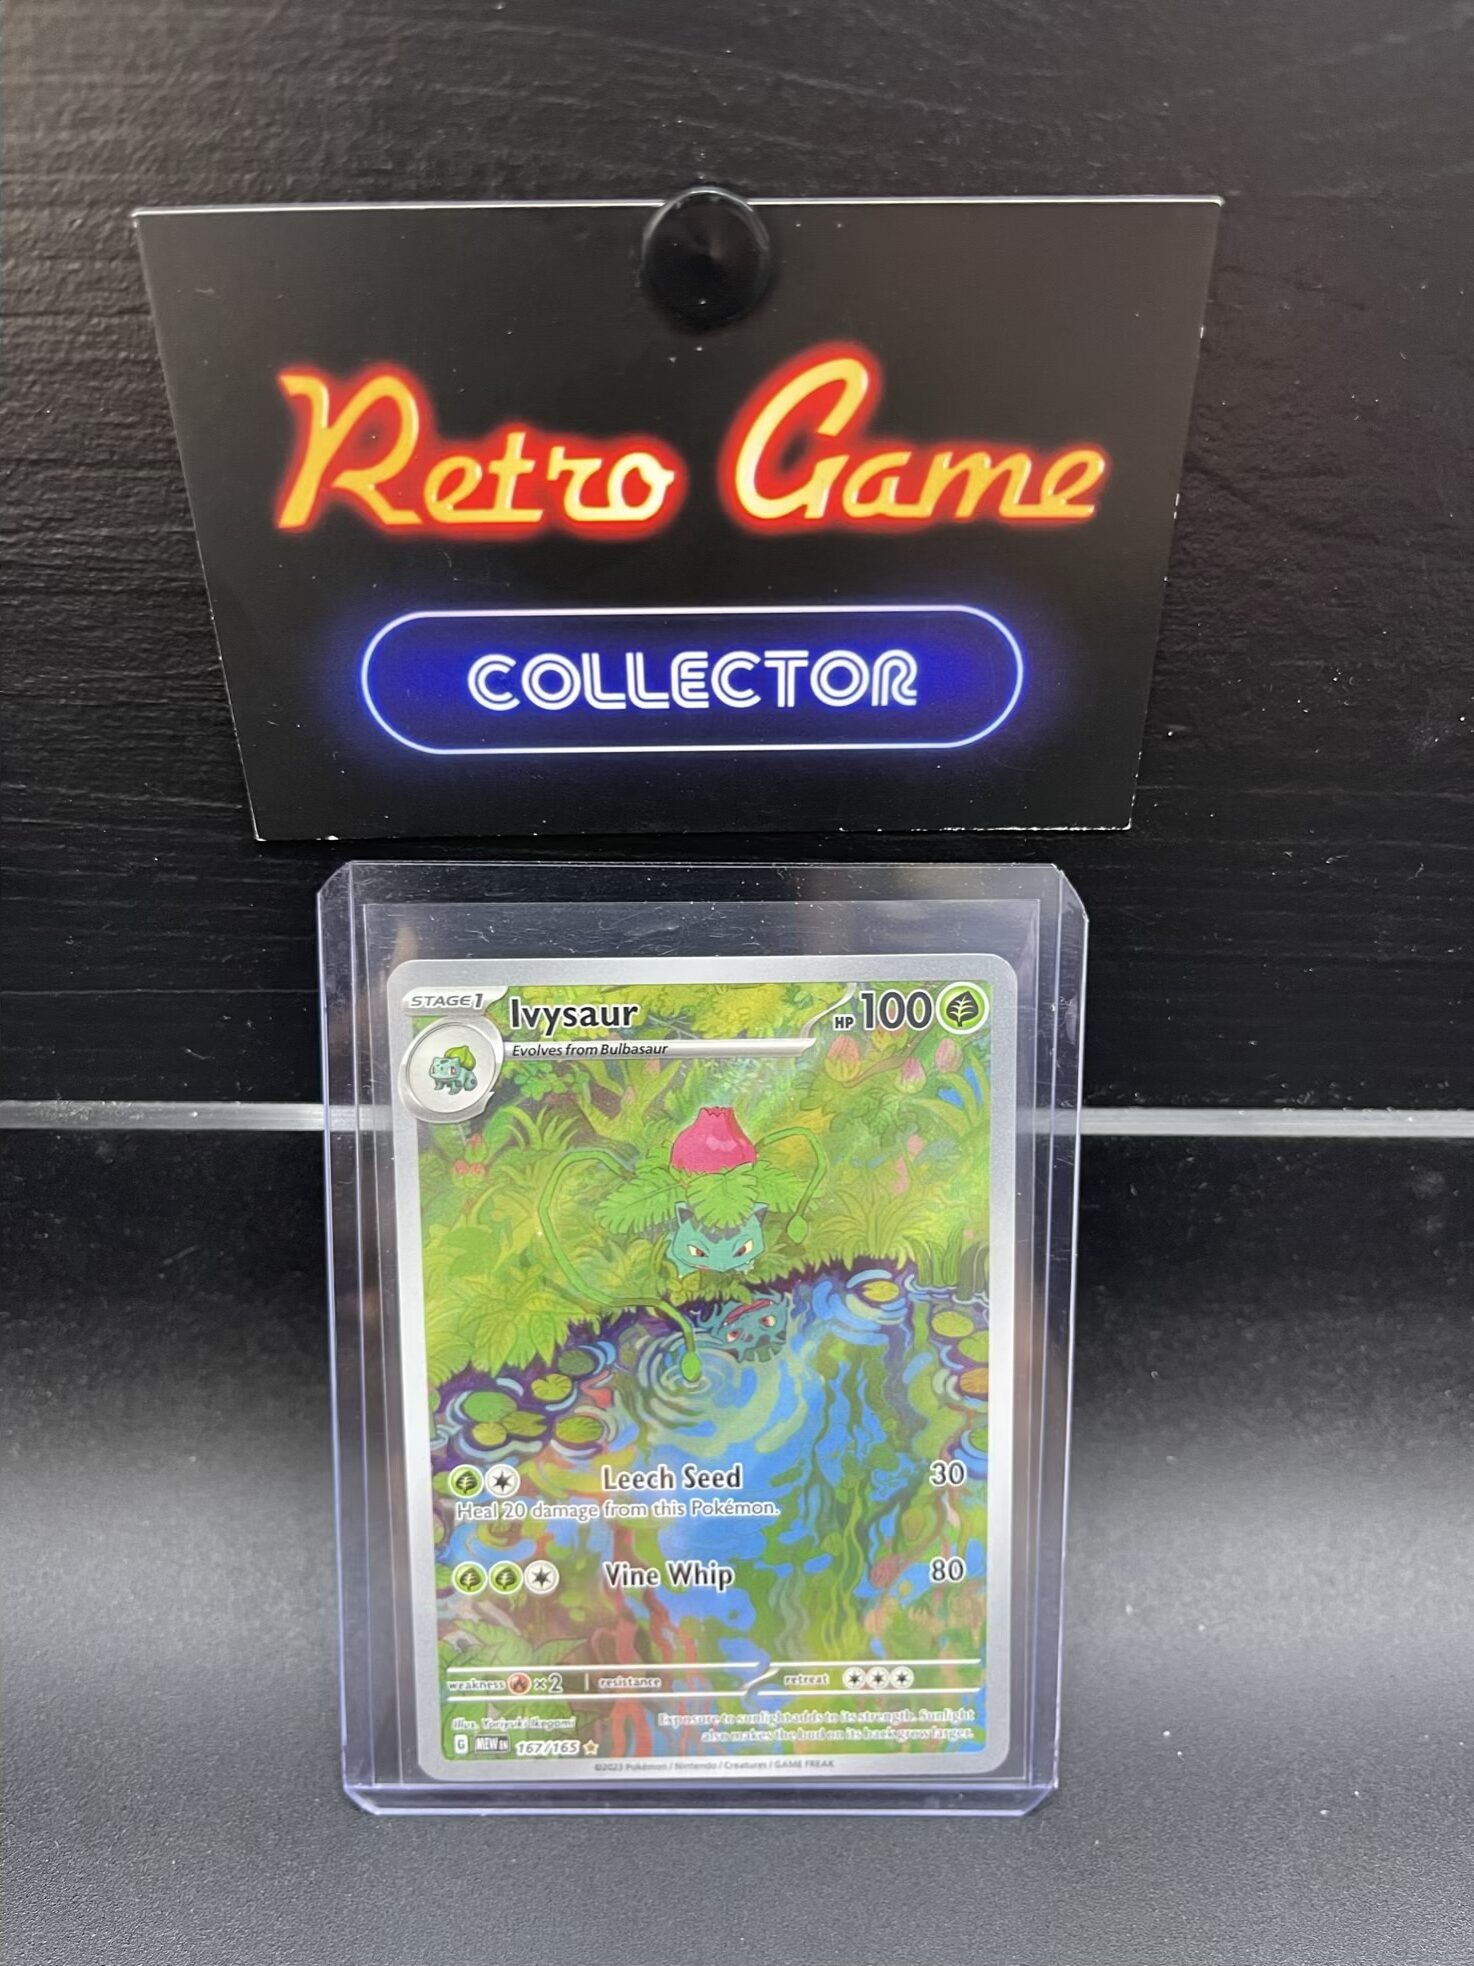 Retro Game
COLLECTOR
STAGE 1
Ivysaur
HP 100
Evolves from Bulbasaur
Leech Seed 30
Heal 20 damage from this Pokémon.
Vine Whip 80
weakness ×2 resistance retreat
Illus. Yoriyuki Ikegami
Exposure to sunlight adds to its strength. Sunlight
also makes the bud on its back grow larger.
G MEW EN 167/165
©2023 Pokémon / Nintendo / Creatures / GAME FREAK